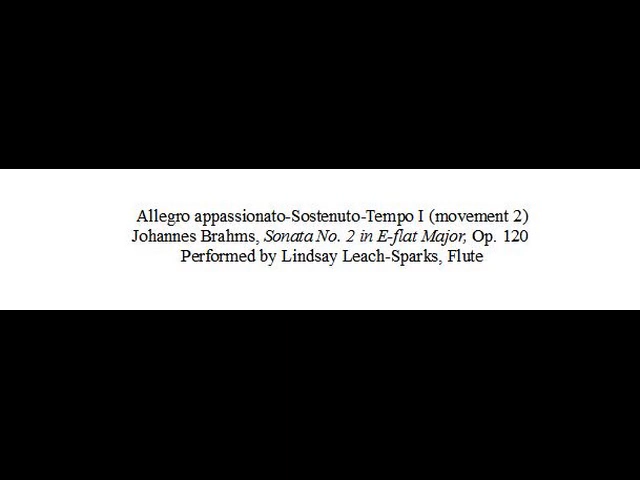 Allegro appassionato-Sostenuto-Tempo I (movement 2)
Johannes Brahms, Sonata No. 2 in E-flat Major, Op. 120
Performed by Lindsay Leach-Sparks, Flute